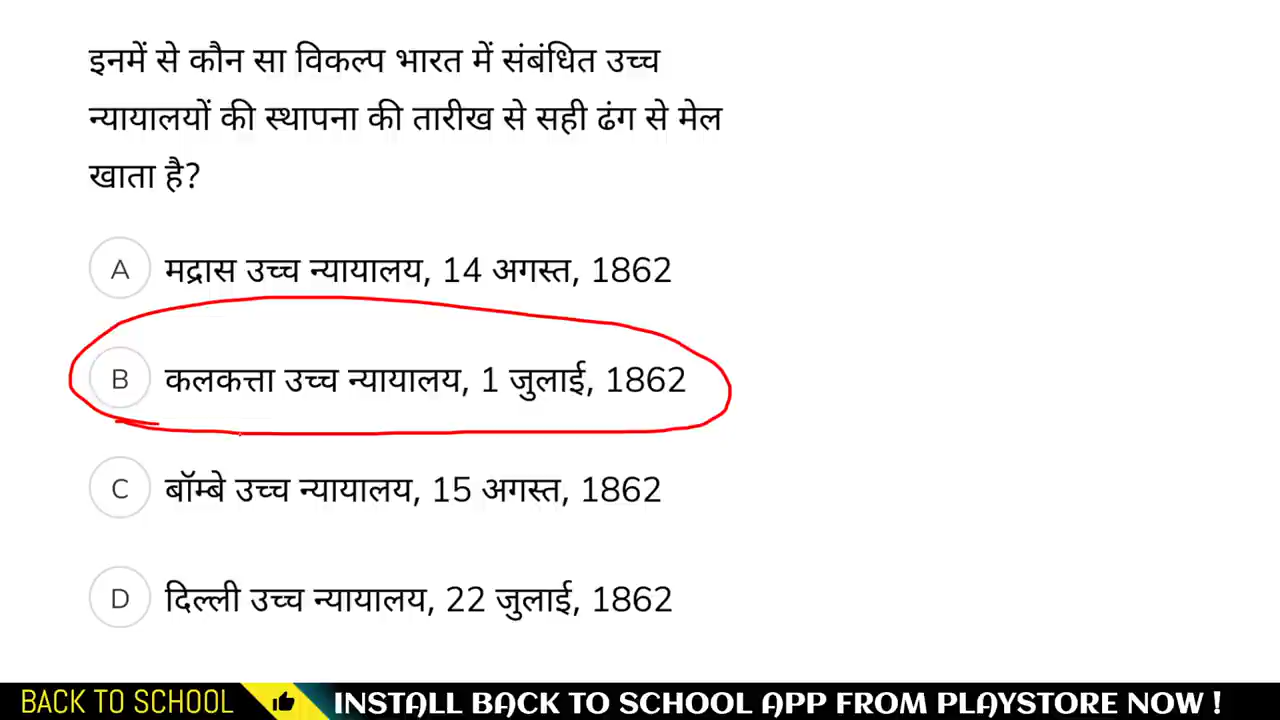 इनमें से कौन सा विकल्प भारत में संबंधित उच्च
न्यायालयों की स्थापना की तारीख से सही ढंग से मेल
खाता है?
A मद्रास उच्च न्यायालय, 14 अगस्त, 1862
B कलकत्ता उच्च न्यायालय, 1 जुलाई, 1862
C बॉम्बे उच्च न्यायालय, 15 अगस्त, 1862
D दिल्ली उच्च न्यायालय, 22 जुलाई, 1862
BACK TO SCHOOL INSTALL BACK TO SCHOOL APP FROM PLAYSTORE NOW !